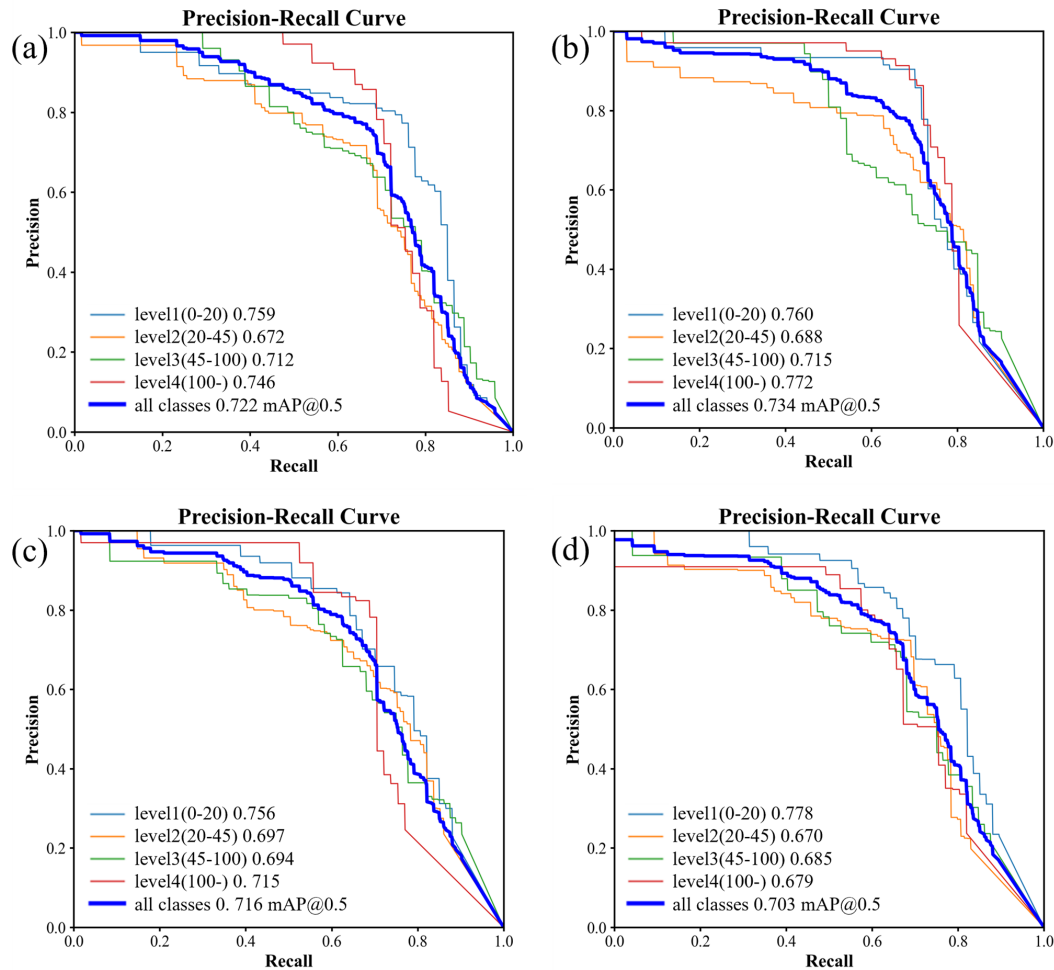 (a)
Precision-Recall Curve
1.0
0.8
0.6
0.4
0.2
0.0
Precision
level1(0-20) 0.759
level2(20-45) 0.672
level3(45-100) 0.712
level4(100-) 0.746
all classes 0.722 mAP@0.5
0.0 0.2 0.4 0.6 0.8 1.0
Recall
(b)
Precision-Recall Curve
1.0
0.8
0.6
0.4
0.2
0.0
Precision
level1(0-20) 0.760
level2(20-45) 0.688
level3(45-100) 0.715
level4(100-) 0.772
all classes 0.734 mAP@0.5
0.0 0.2 0.4 0.6 0.8 1.0
Recall
(c)
Precision-Recall Curve
1.0
0.8
0.6
0.4
0.2
0.0
Precision
level1(0-20) 0.756
level2(20-45) 0.697
level3(45-100) 0.694
level4(100-) 0. 715
all classes 0. 716 mAP@0.5
0.0 0.2 0.4 0.6 0.8 1.0
Recall
(d)
Precision-Recall Curve
1.0
0.8
0.6
0.4
0.2
0.0
Precision
level1(0-20) 0.778
level2(20-45) 0.670
level3(45-100) 0.685
level4(100-) 0.679
all classes 0.703 mAP@0.5
0.0 0.2 0.4 0.6 0.8 1.0
Recall